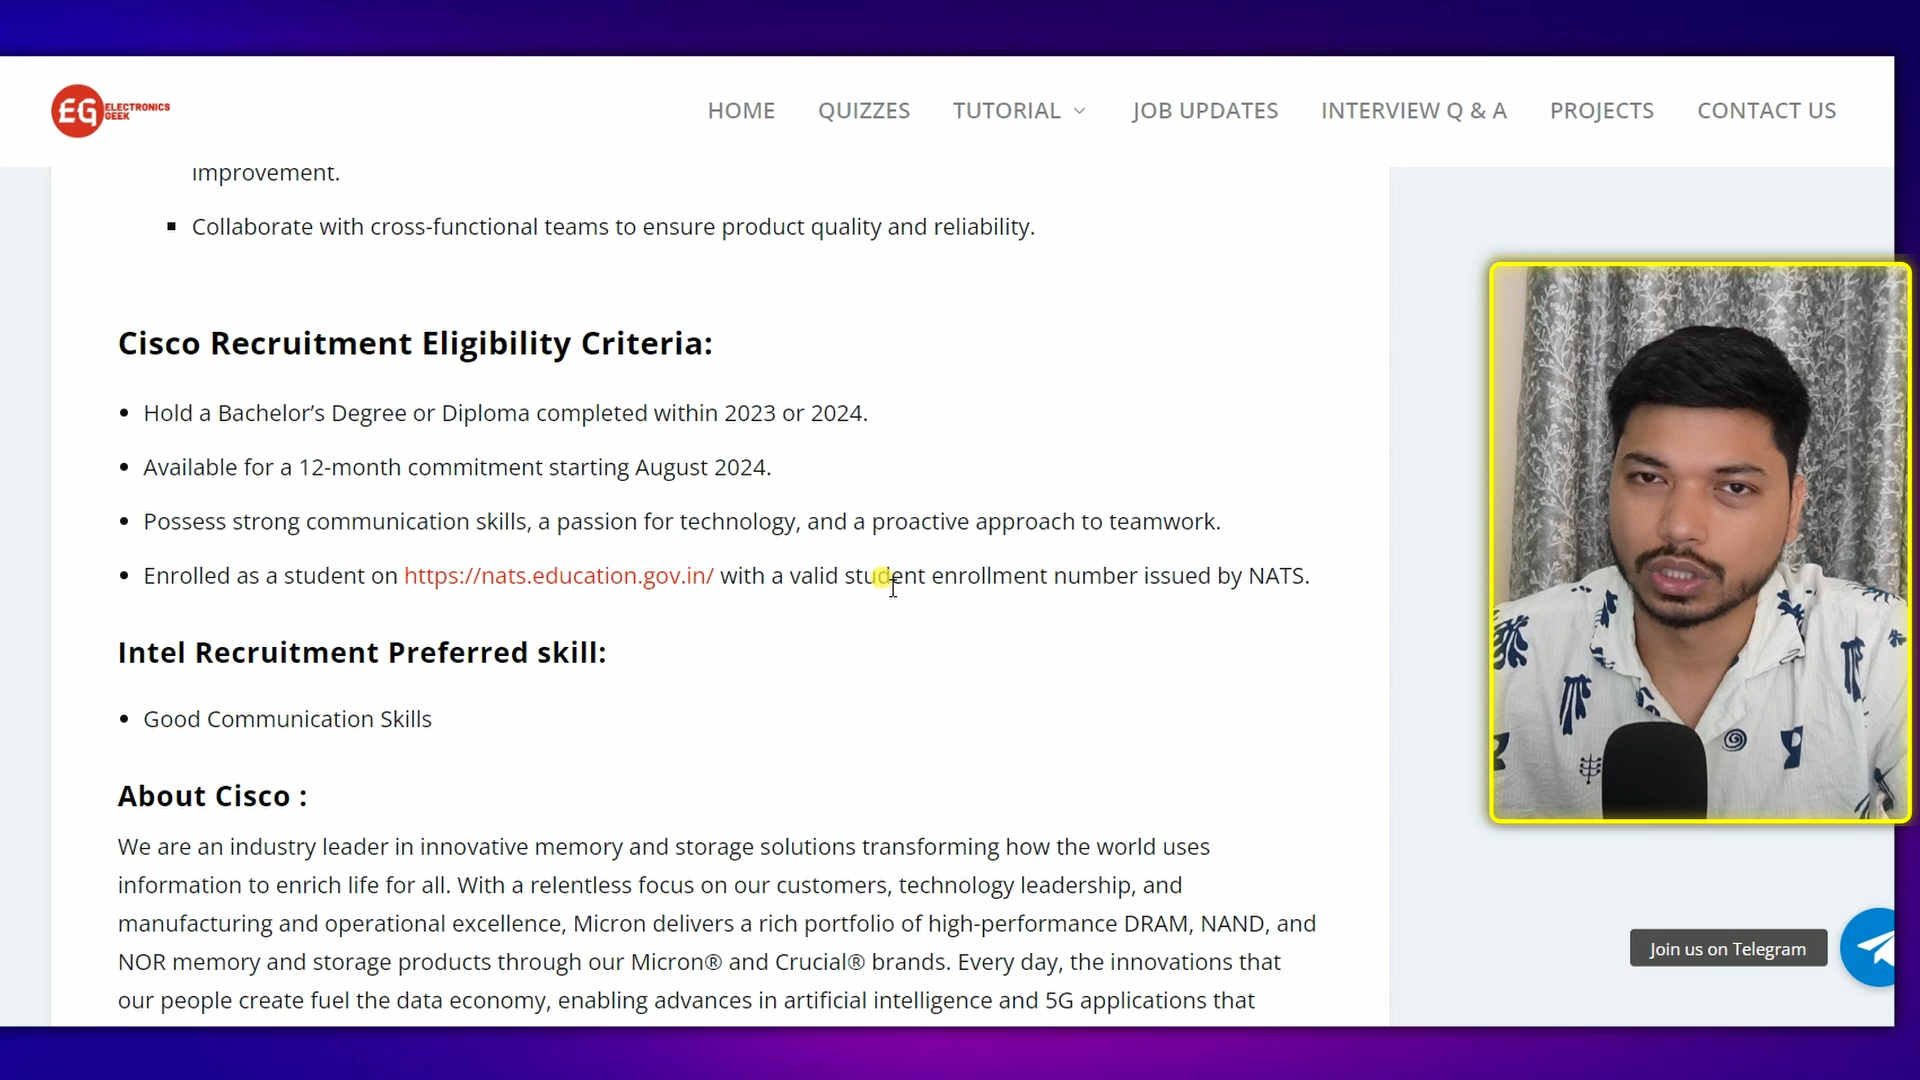 EG ELECTRONICS GEEK
HOME QUIZZES TUTORIAL JOB UPDATES INTERVIEW Q & A PROJECTS CONTACT US
improvement.
▪ Collaborate with cross-functional teams to ensure product quality and reliability.
Cisco Recruitment Eligibility Criteria:
• Hold a Bachelor’s Degree or Diploma completed within 2023 or 2024.
• Available for a 12-month commitment starting August 2024.
• Possess strong communication skills, a passion for technology, and a proactive approach to teamwork.
• Enrolled as a student on https://nats.education.gov.in/ with a valid student enrollment number issued by NATS.
Intel Recruitment Preferred skill:
• Good Communication Skills
About Cisco :
We are an industry leader in innovative memory and storage solutions transforming how the world uses
information to enrich life for all. With a relentless focus on our customers, technology leadership, and
manufacturing and operational excellence, Micron delivers a rich portfolio of high-performance DRAM, NAND, and
NOR memory and storage products through our Micron® and Crucial® brands. Every day, the innovations that
our people create fuel the data economy, enabling advances in artificial intelligence and 5G applications that
Join us on Telegram